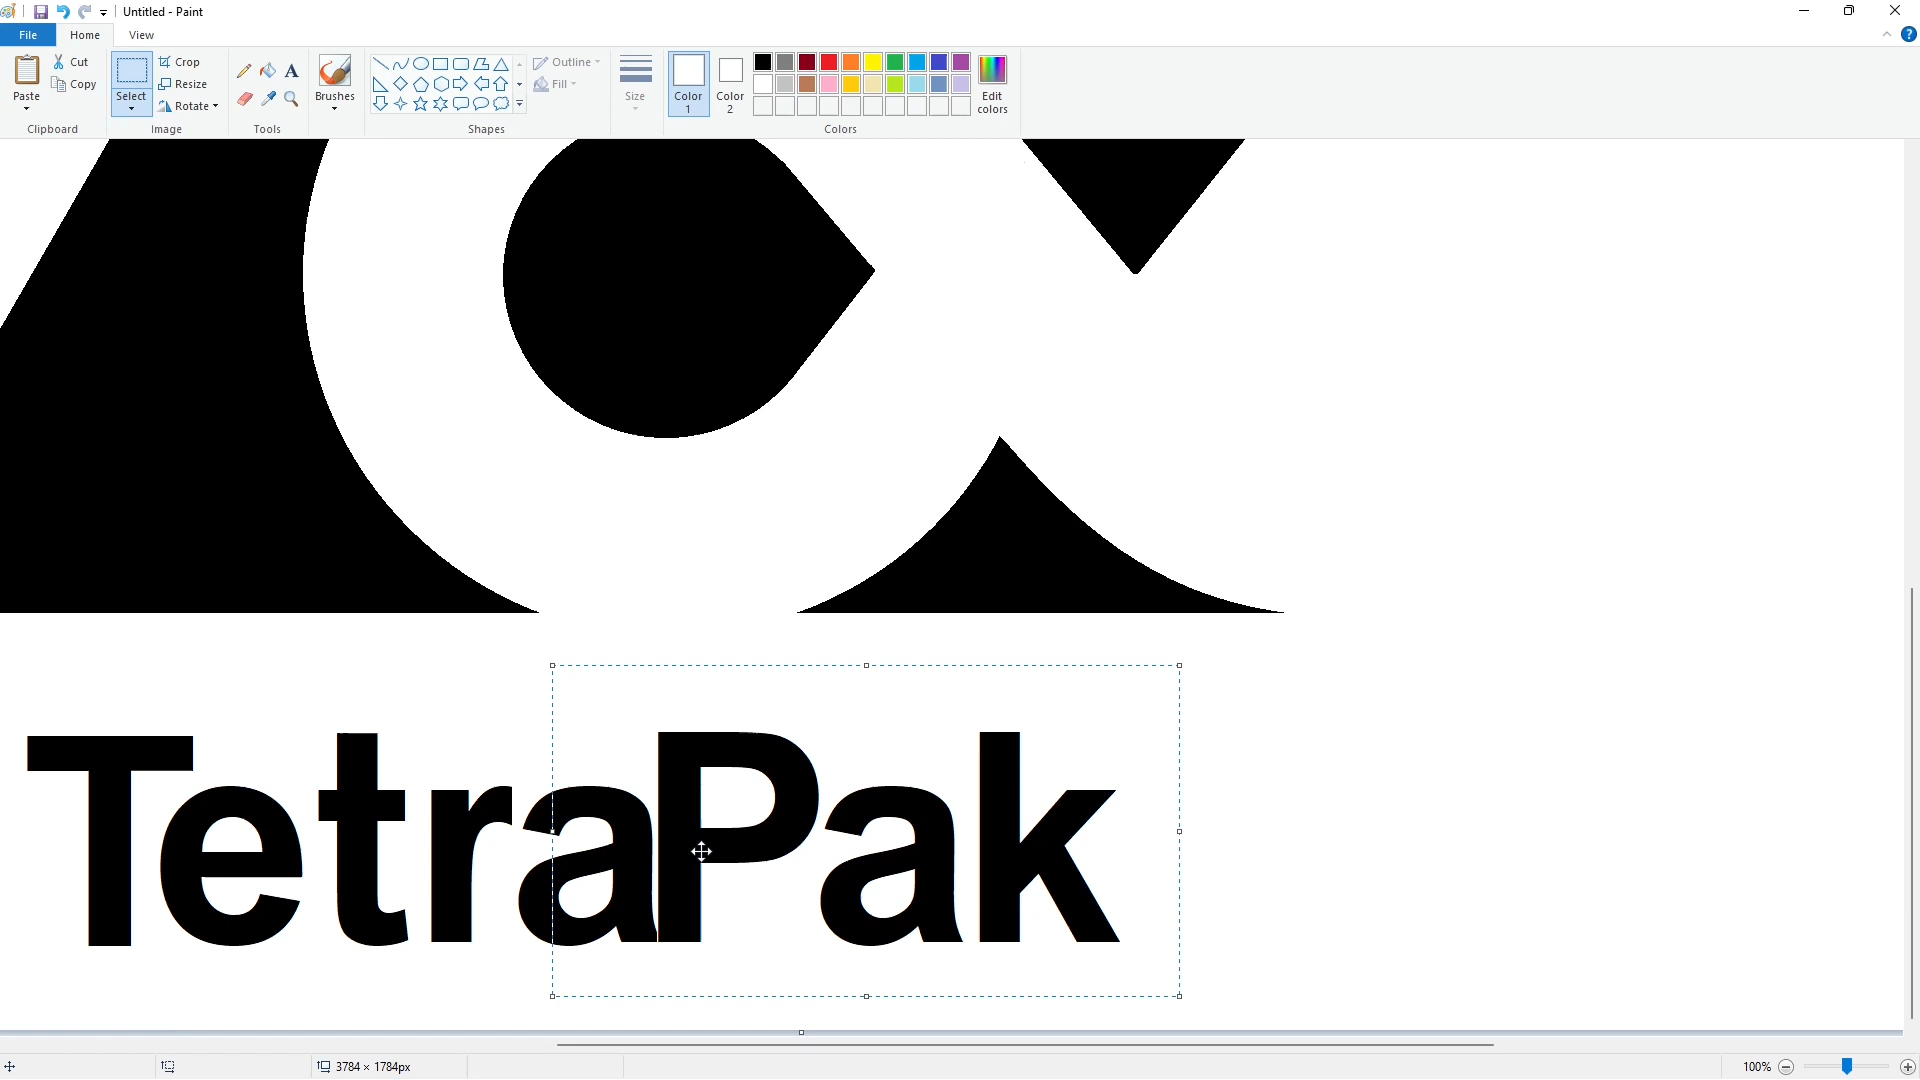 Untitled - Paint
File Home View
Paste
Cut
Copy
Clipboard
Select
Crop
Resize
Rotate
Image
Tools
Brushes
Shapes
Outline
Fill
Size
Color 1
Color 2
Edit colors
Colors
TetraPak
3784 × 1784px
100%